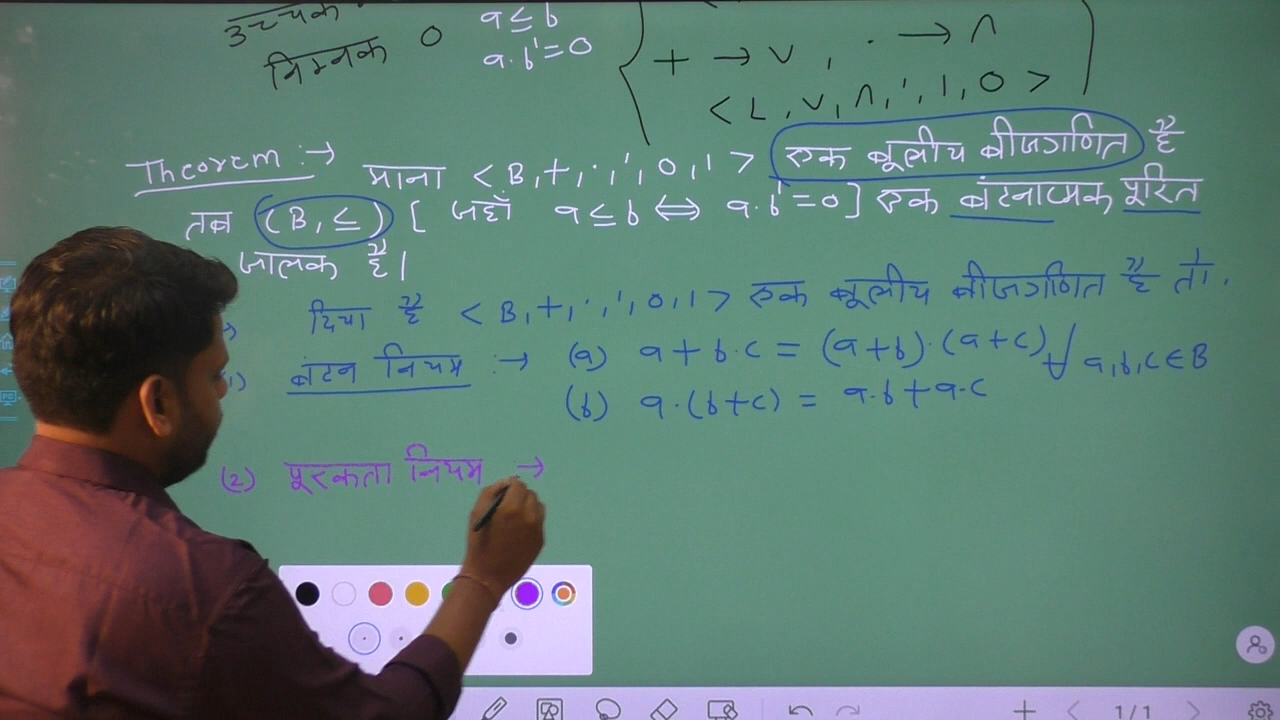 उच्चक
a ≤ b
निम्नक 0
a·b' = 0
+ → ∨ , · → ∧
< L, ∨, ∧, ', 1, 0 >
Theorem :→ माना < B, +, ·, ', 0, 1 > एक बूलीय बीजगणित है
तब (B, ≤) [ जहाँ a ≤ b ⇔ a·b' = 0 ] एक बंटनात्मक पूरित
जालक है।
दिया है < B, +, ·, ', 0, 1 > एक बूलीय बीजगणित है तो,
1) बंटन नियम :→ (a) a + b·c = (a+b)·(a+c) ∀ a, b, c ∈ B
(b) a·(b+c) = a·b + a·c
(2) पूरकता नियम →
1/1